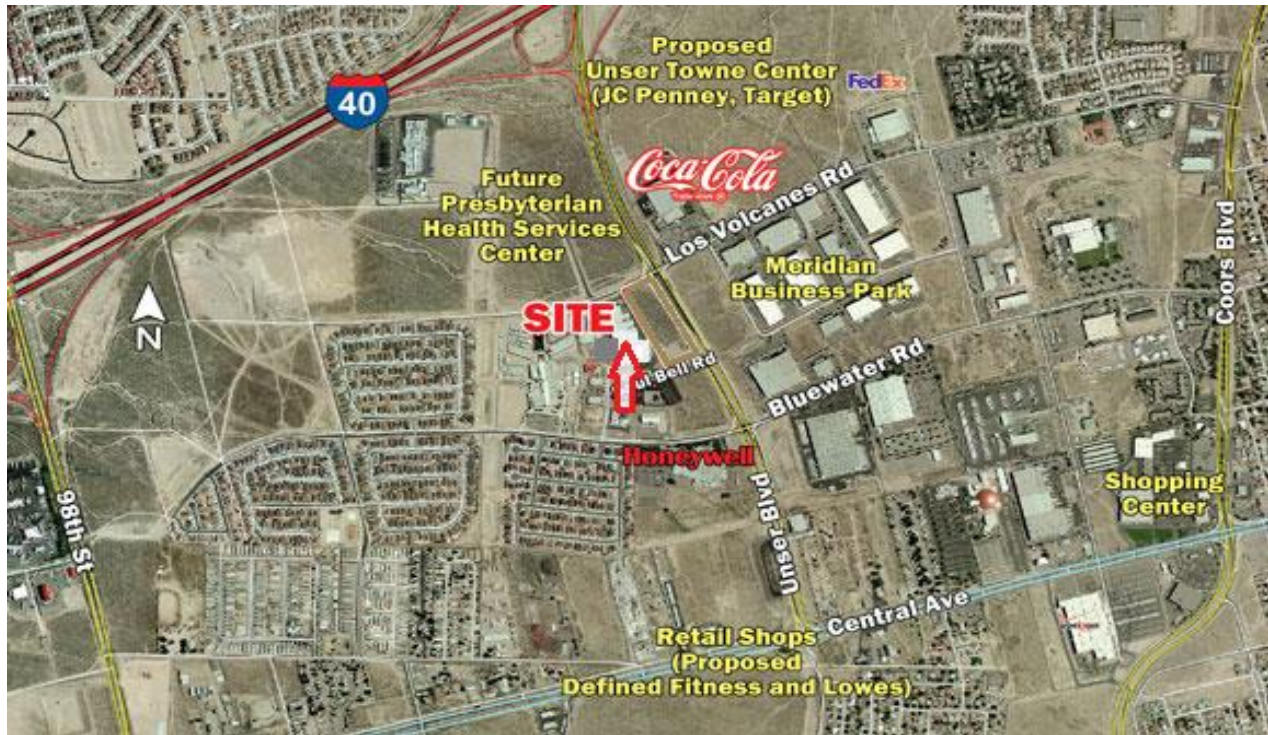 Proposed
Unser Towne Center
(JC Penney, Target)
FedEx
40
Coca-Cola
Future
Presbyterian
Health Services
Center
Los Volcanes Rd
Meridian
Business Park
Coors Blvd
N
SITE
Bell Rd
Bluewater Rd
Honeywell
98th St
Unser Blvd
Shopping
Center
Central Ave
Retail Shops
(Proposed
Defined Fitness and Lowes)